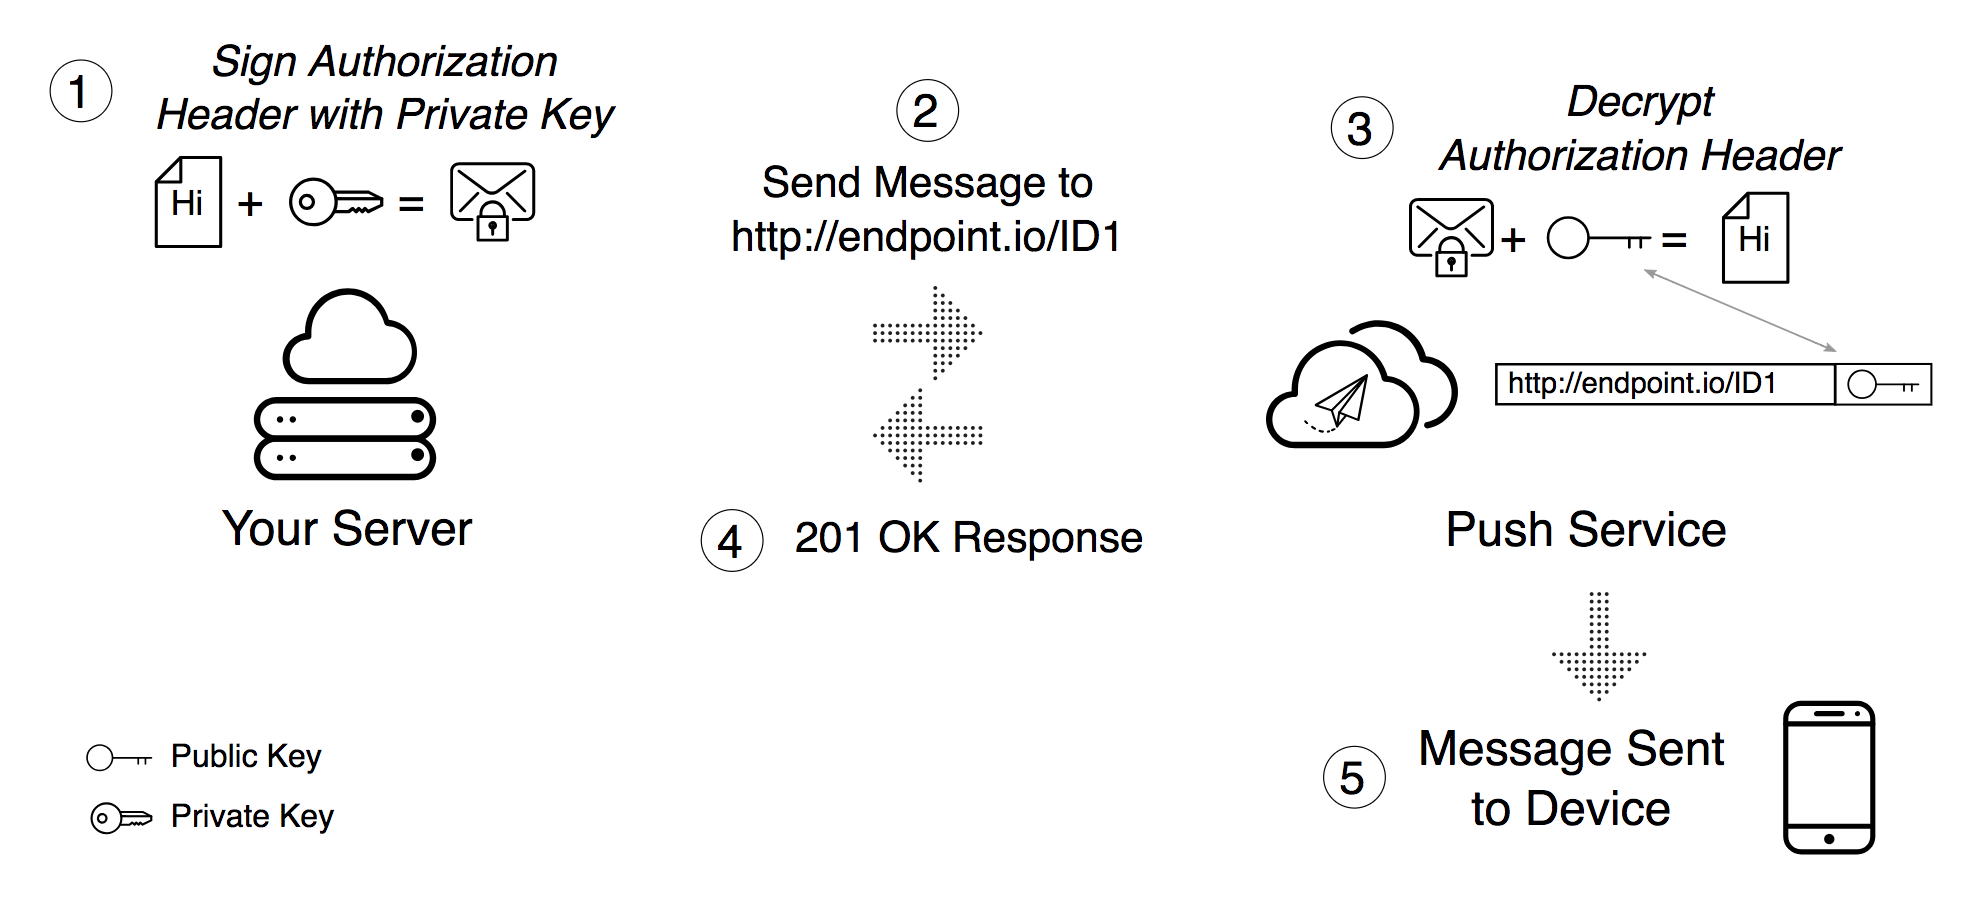 1
Sign Authorization
Header with Private Key
Hi + =
Your Server
2
Send Message to
http://endpoint.io/ID1
4 201 OK Response
3
Decrypt
Authorization Header
+ = Hi
http://endpoint.io/ID1
Push Service
5
Message Sent
to Device
Public Key
Private Key